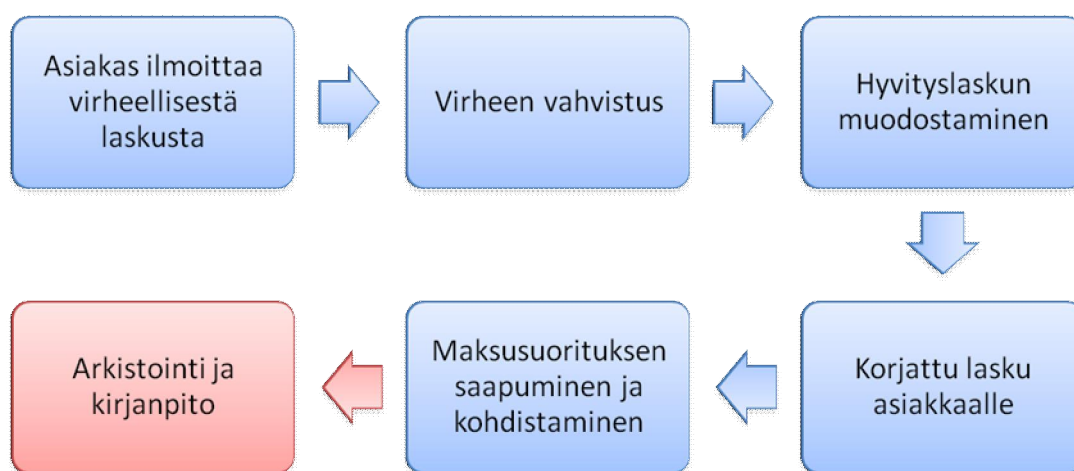 Asiakas ilmoittaa
virheellisestä
laskusta
Virheen vahvistus
Hyvityslaskun
muodostaminen
Korjattu lasku
asiakkaalle
Maksusuorituksen
saapuminen ja
kohdistaminen
Arkistointi ja
kirjanpito